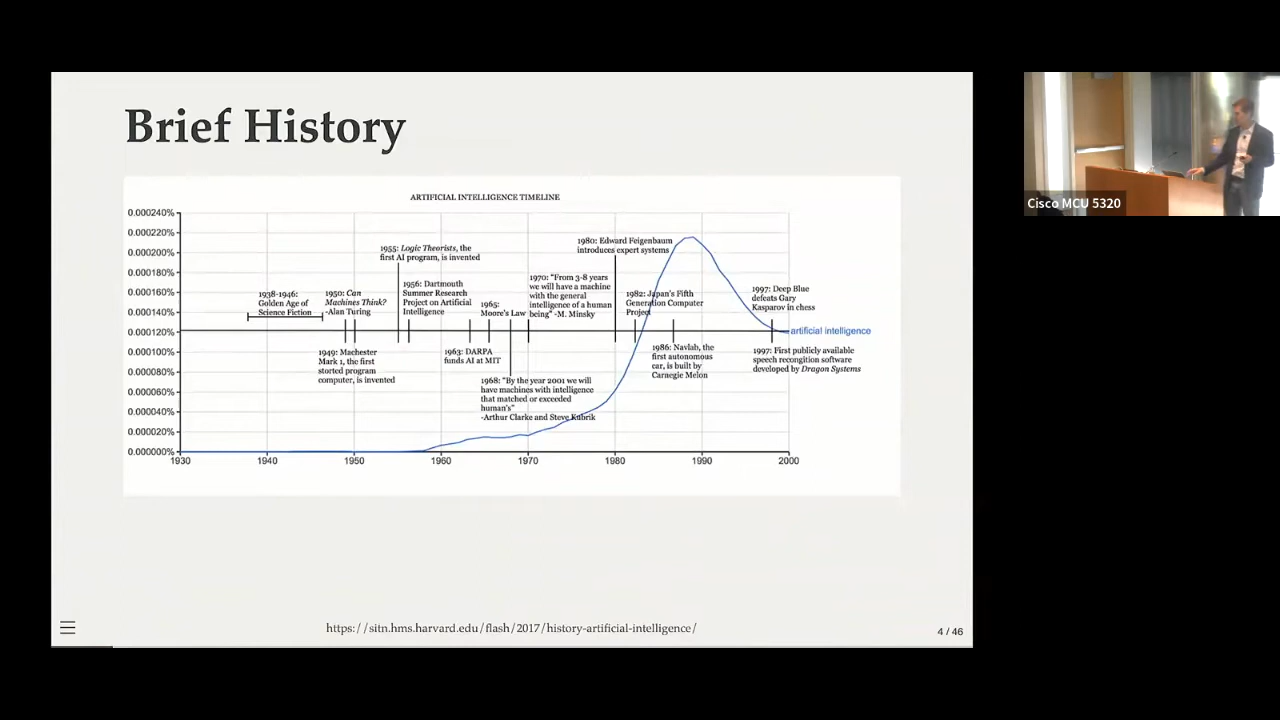 Brief History
ARTIFICIAL INTELLIGENCE TIMELINE
0.000240%
0.000220%
0.000200%
0.000180%
0.000160%
0.000140%
0.000120%
0.000100%
0.000080%
0.000060%
0.000040%
0.000020%
0.000000%
1930
1940
1950
1960
1970
1980
1990
2000
1938-1946:
Golden Age of
Science Fiction
1950: Can
Machines Think?
-Alan Turing
1949: Machester
Mark 1, the first
storted program
computer, is invented
1955: Logic Theorists, the
first AI program, is invented
1956: Dartmouth
Summer Research
Project on Artificial
Intelligence
1963: DARPA
funds AI at MIT
1965:
Moore's Law
1968: "By the year 2001 we will
have machines with intelligence
that matched or exceeded
human's"
-Arthur Clarke and Steve Kubrik
1970: "From 3-8 years
we will have a machine
with the general
intelligence of a human
being" -M. Minsky
1980: Edward Feigenbaum
introduces expert systems
1982: Japan's Fifth
Generation Computer
Project
1986: Navlab, the
first autonomous
car, is built by
Carnegie Melon
1997: Deep Blue
defeats Gary
Kasparov in chess
artificial intelligence
1997: First publicly available
speech recongition software
developed by Dragon Systems
https://sitn.hms.harvard.edu/flash/2017/history-artificial-intelligence/
4 / 46
Cisco MCU 5320